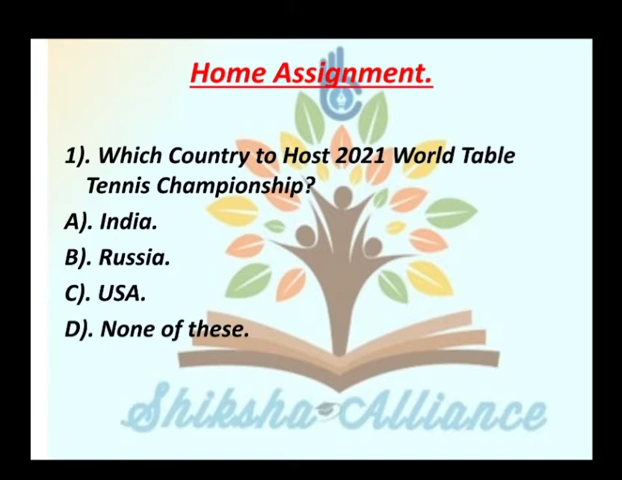 Home Assignment.
1). Which Country to Host 2021 World Table
Tennis Championship?
A). India.
B). Russia.
C). USA.
D). None of these.
Shiksha Alliance